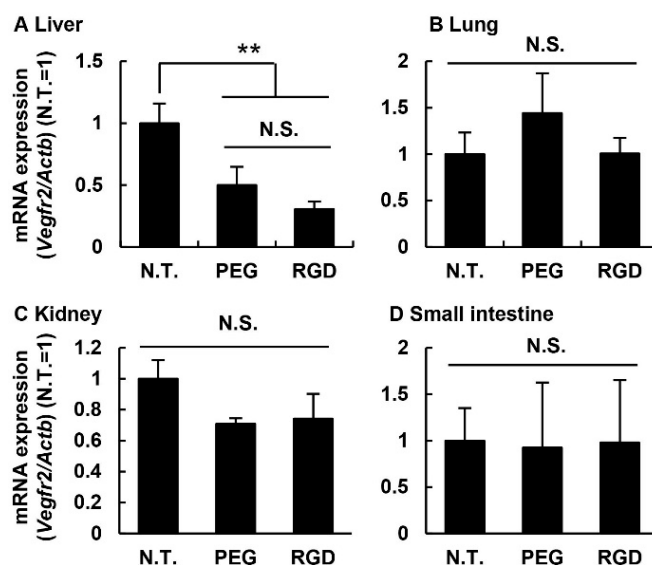 A Liver
mRNA expression
(Vegfr2/Actb) (N.T.=1)
1.5
1
0.5
0
**
N.S.
N.T. PEG RGD
B Lung
2
1.5
1
0.5
0
N.S.
N.T. PEG RGD
C Kidney
mRNA expression
(Vegfr2/Actb) (N.T.=1)
1.2
1
0.8
0.6
0.4
0.2
0
N.S.
N.T. PEG RGD
D Small intestine
2
1.5
1
0.5
0
N.S.
N.T. PEG RGD